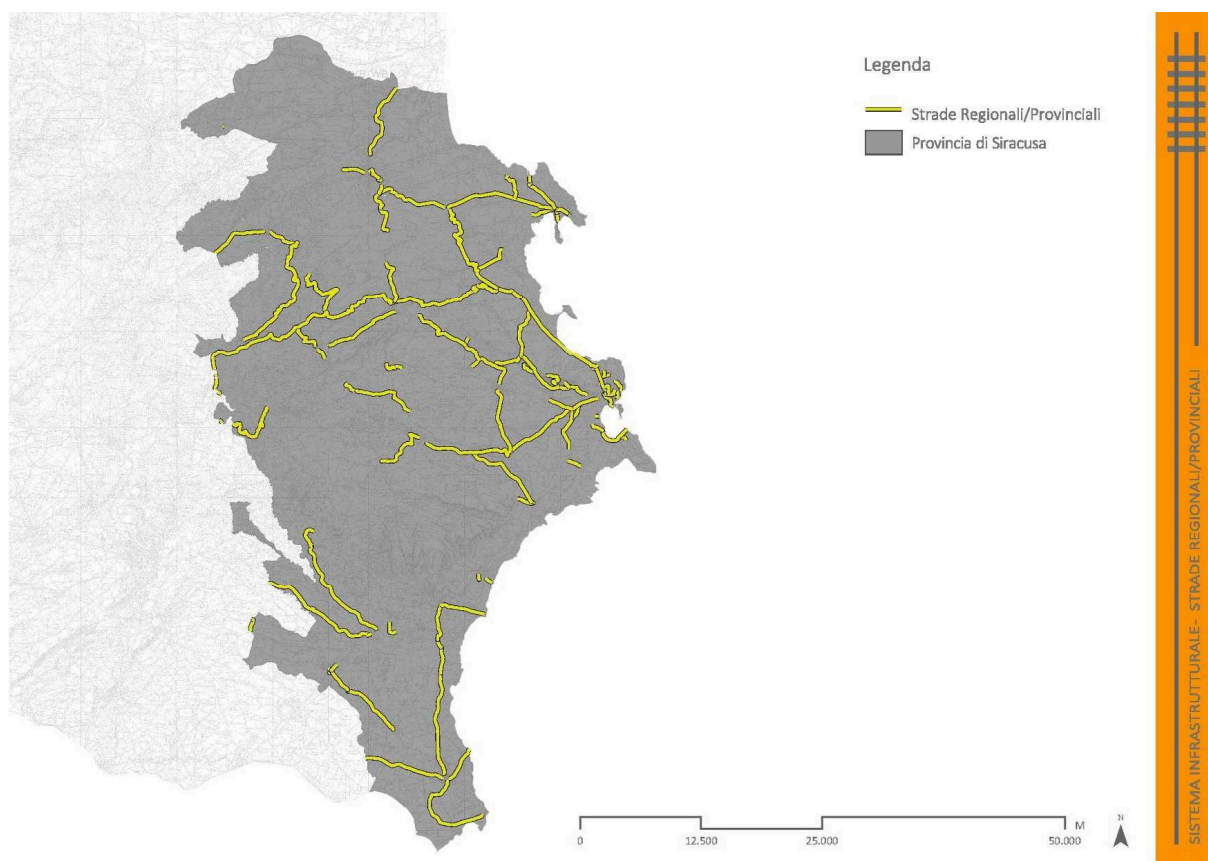 Legenda
Strade Regionali/Provinciali
Provincia di Siracusa
SISTEMA INFRASTRUTTURALE- STRADE REGIONALI/PROVINCIALI
M
N
0
12.500
25.000
50.000